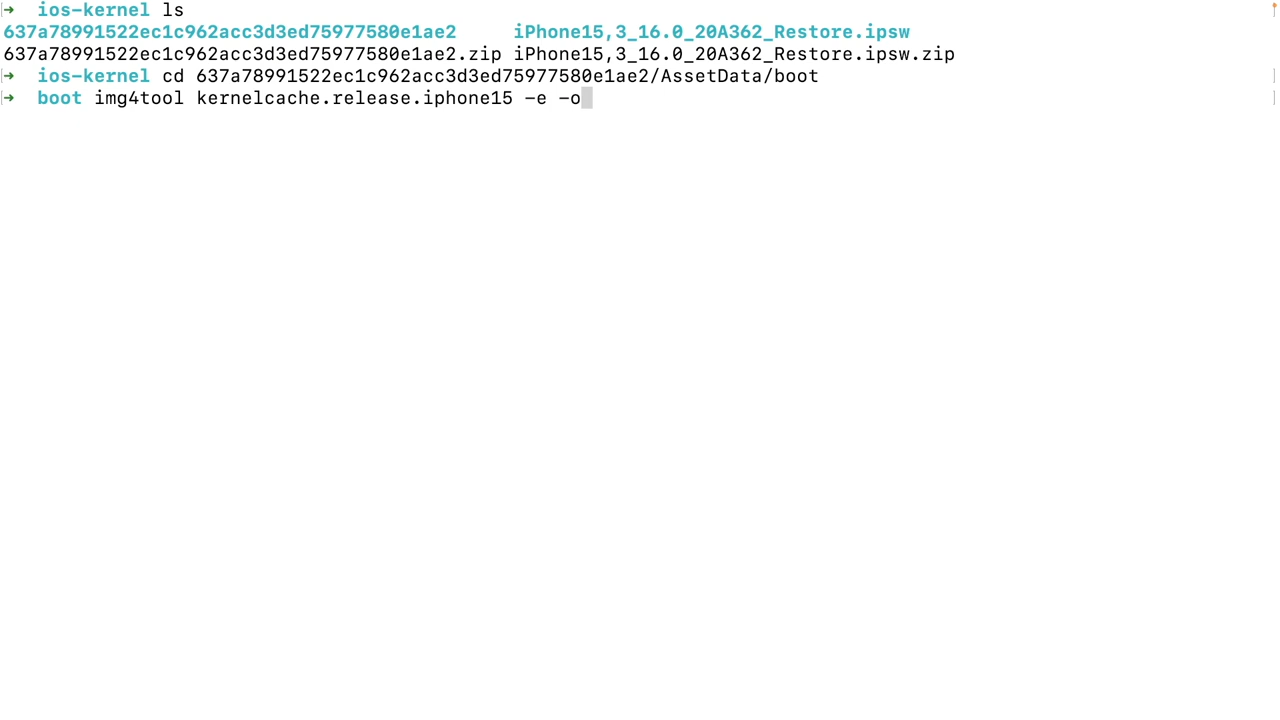 → ios-kernel ls
637a78991522ec1c962acc3d3ed75977580e1ae2 iPhone15,3_16.0_20A362_Restore.ipsw
637a78991522ec1c962acc3d3ed75977580e1ae2.zip iPhone15,3_16.0_20A362_Restore.ipsw.zip
→ ios-kernel cd 637a78991522ec1c962acc3d3ed75977580e1ae2/AssetData/boot
→ boot img4tool kernelcache.release.iphone15 -e -o